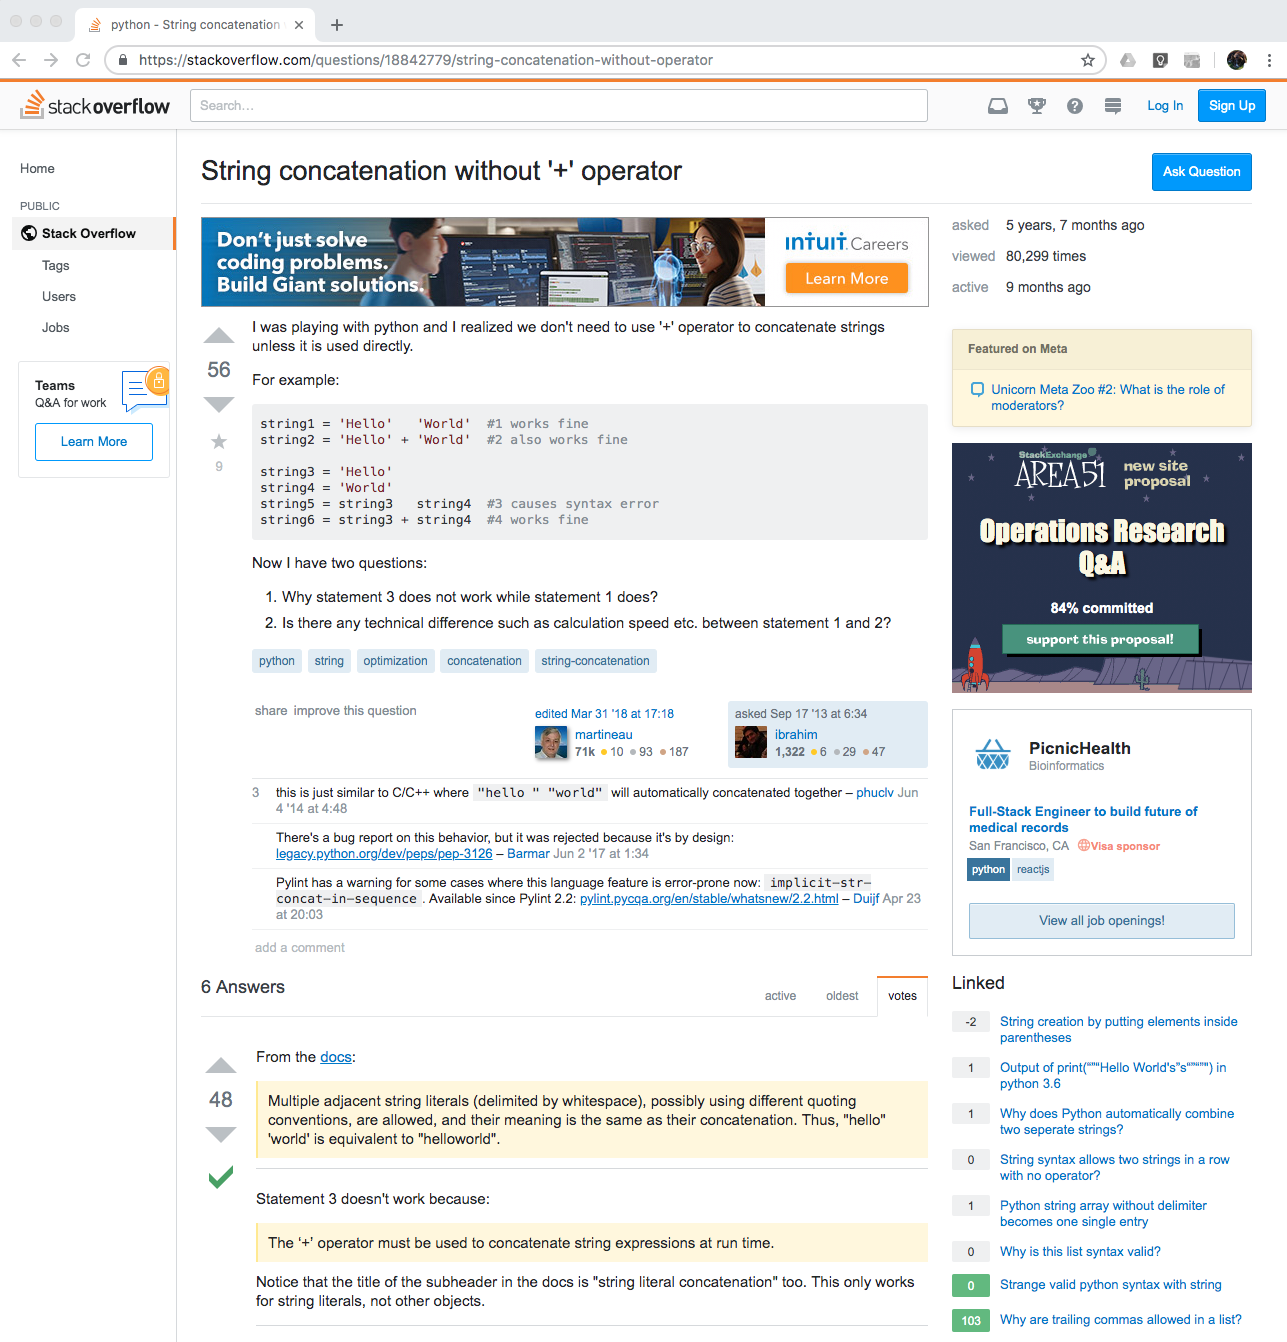 python - String concatenation
https://stackoverflow.com/questions/18842779/string-concatenation-without-operator
stackoverflow
Search...
Log In
Sign Up
Home
PUBLIC
Stack Overflow
Tags
Users
Jobs
Teams
Q&A for work
Learn More
String concatenation without '+' operator
Ask Question
Don't just solve
coding problems.
Build Giant solutions.
intuit Careers
Learn More
56
9
I was playing with python and I realized we don't need to use '+' operator to concatenate strings
unless it is used directly.
For example:
string1 = 'Hello'   'World'  #1 works fine
string2 = 'Hello' + 'World'  #2 also works fine
string3 = 'Hello'
string4 = 'World'
string5 = string3   string4  #3 causes syntax error
string6 = string3 + string4  #4 works fine
Now I have two questions:
1. Why statement 3 does not work while statement 1 does?
2. Is there any technical difference such as calculation speed etc. between statement 1 and 2?
python string optimization concatenation string-concatenation
share improve this question
edited Mar 31 '18 at 17:18
martineau
71k 10 93 187
asked Sep 17 '13 at 6:34
ibrahim
1,322 6 29 47
3 this is just similar to C/C++ where "hello " "world" will automatically concatenated together – phuclv Jun
4 '14 at 4:48
There's a bug report on this behavior, but it was rejected because it's by design:
legacy.python.org/dev/peps/pep-3126 – Barmar Jun 2 '17 at 1:34
Pylint has a warning for some cases where this language feature is error-prone now: implicit-str-
concat-in-sequence . Available since Pylint 2.2: pylint.pycqa.org/en/stable/whatsnew/2.2.html – Duijf Apr 23
at 20:03
add a comment
6 Answers
active oldest votes
48
From the docs:
Multiple adjacent string literals (delimited by whitespace), possibly using different quoting
conventions, are allowed, and their meaning is the same as their concatenation. Thus, "hello"
'world' is equivalent to "helloworld".
Statement 3 doesn't work because:
The ‘+’ operator must be used to concatenate string expressions at run time.
Notice that the title of the subheader in the docs is "string literal concatenation" too. This only works
for string literals, not other objects.
asked 5 years, 7 months ago
viewed 80,299 times
active 9 months ago
Featured on Meta
Unicorn Meta Zoo #2: What is the role of
moderators?
StackExchange
AREA51
new site
proposal
Operations Research
Q&A
84% committed
support this proposal!
PicnicHealth
Bioinformatics
Full-Stack Engineer to build future of
medical records
San Francisco, CA Visa sponsor
python reactjs
View all job openings!
Linked
-2 String creation by putting elements inside
parentheses
1 Output of print(“”“Hello World's”s“”“”") in
python 3.6
1 Why does Python automatically combine
two seperate strings?
0 String syntax allows two strings in a row
with no operator?
1 Python string array without delimiter
becomes one single entry
0 Why is this list syntax valid?
0 Strange valid python syntax with string
103 Why are trailing commas allowed in a list?